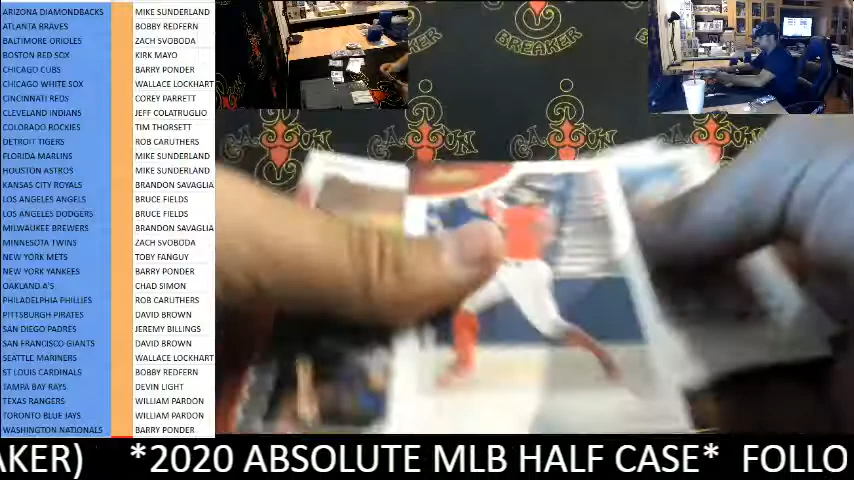 ARIZONA DIAMONDBACKS MIKE SUNDERLAND
ATLANTA BRAVES BOBBY REDFERN
BALTIMORE ORIOLES ZACH SVOBODA
BOSTON RED SOX KIRK MAYO
CHICAGO CUBS BARRY PONDER
CHICAGO WHITE SOX WALLACE LOCKHART
CINCINNATI REDS COREY PARRETT
CLEVELAND INDIANS JEFF COLATRUGLIO
COLORADO ROCKIES TIM THORSETT
DETROIT TIGERS ROB CARUTHERS
FLORIDA MARLINS MIKE SUNDERLAND
HOUSTON ASTROS MIKE SUNDERLAND
KANSAS CITY ROYALS BRANDON SAVAGLIA
LOS ANGELES ANGELS BRUCE FIELDS
LOS ANGELES DODGERS BRUCE FIELDS
MILWAUKEE BREWERS BRANDON SAVAGLIA
MINNESOTA TWINS ZACH SVOBODA
NEW YORK METS TOBY FANGUY
NEW YORK YANKEES BARRY PONDER
OAKLAND A'S CHAD SIMON
PHILADELPHIA PHILLIES ROB CARUTHERS
PITTSBURGH PIRATES DAVID BROWN
SAN DIEGO PADRES JEREMY BILLINGS
SAN FRANCISCO GIANTS DAVID BROWN
SEATTLE MARINERS WALLACE LOCKHART
ST LOUIS CARDINALS BOBBY REDFERN
TAMPA BAY RAYS DEVIN LIGHT
TEXAS RANGERS WILLIAM PARDON
TORONTO BLUE JAYS WILLIAM PARDON
WASHINGTON NATIONALS BARRY PONDER
BREAKER
AKER) *2020 ABSOLUTE MLB HALF CASE* FOLLO